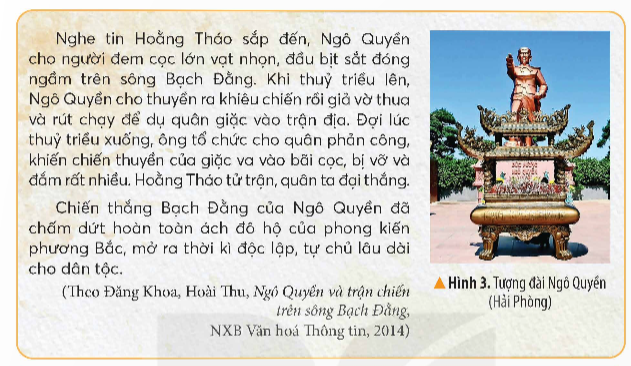 Nghe tin Hoằng Tháo sắp đến, Ngô Quyền
cho người đem cọc lớn vạt nhọn, đầu bịt sắt đóng
ngầm trên sông Bạch Đằng. Khi thuỷ triều lên,
Ngô Quyền cho thuyền ra khiêu chiến rồi giả vờ thua
và rút chạy để dụ quân giặc vào trận địa. Đợi lúc
thuỷ triều xuống, ông tổ chức cho quân phản công,
khiến chiến thuyền của giặc va vào bãi cọc, bị vỡ và
đắm rất nhiều. Hoằng Tháo tử trận, quân ta đại thắng.
Chiến thắng Bạch Đằng của Ngô Quyền đã
chấm dứt hoàn toàn ách đô hộ của phong kiến
phương Bắc, mở ra thời kì độc lập, tự chủ lâu dài
cho dân tộc.
(Theo Đăng Khoa, Hoài Thu, Ngô Quyền và trận chiến
trên sông Bạch Đằng,
NXB Văn hoá Thông tin, 2014)
ĐỨC VƯƠNG
NGÔ QUYỀN
▲ Hình 3. Tượng đài Ngô Quyền
(Hải Phòng)